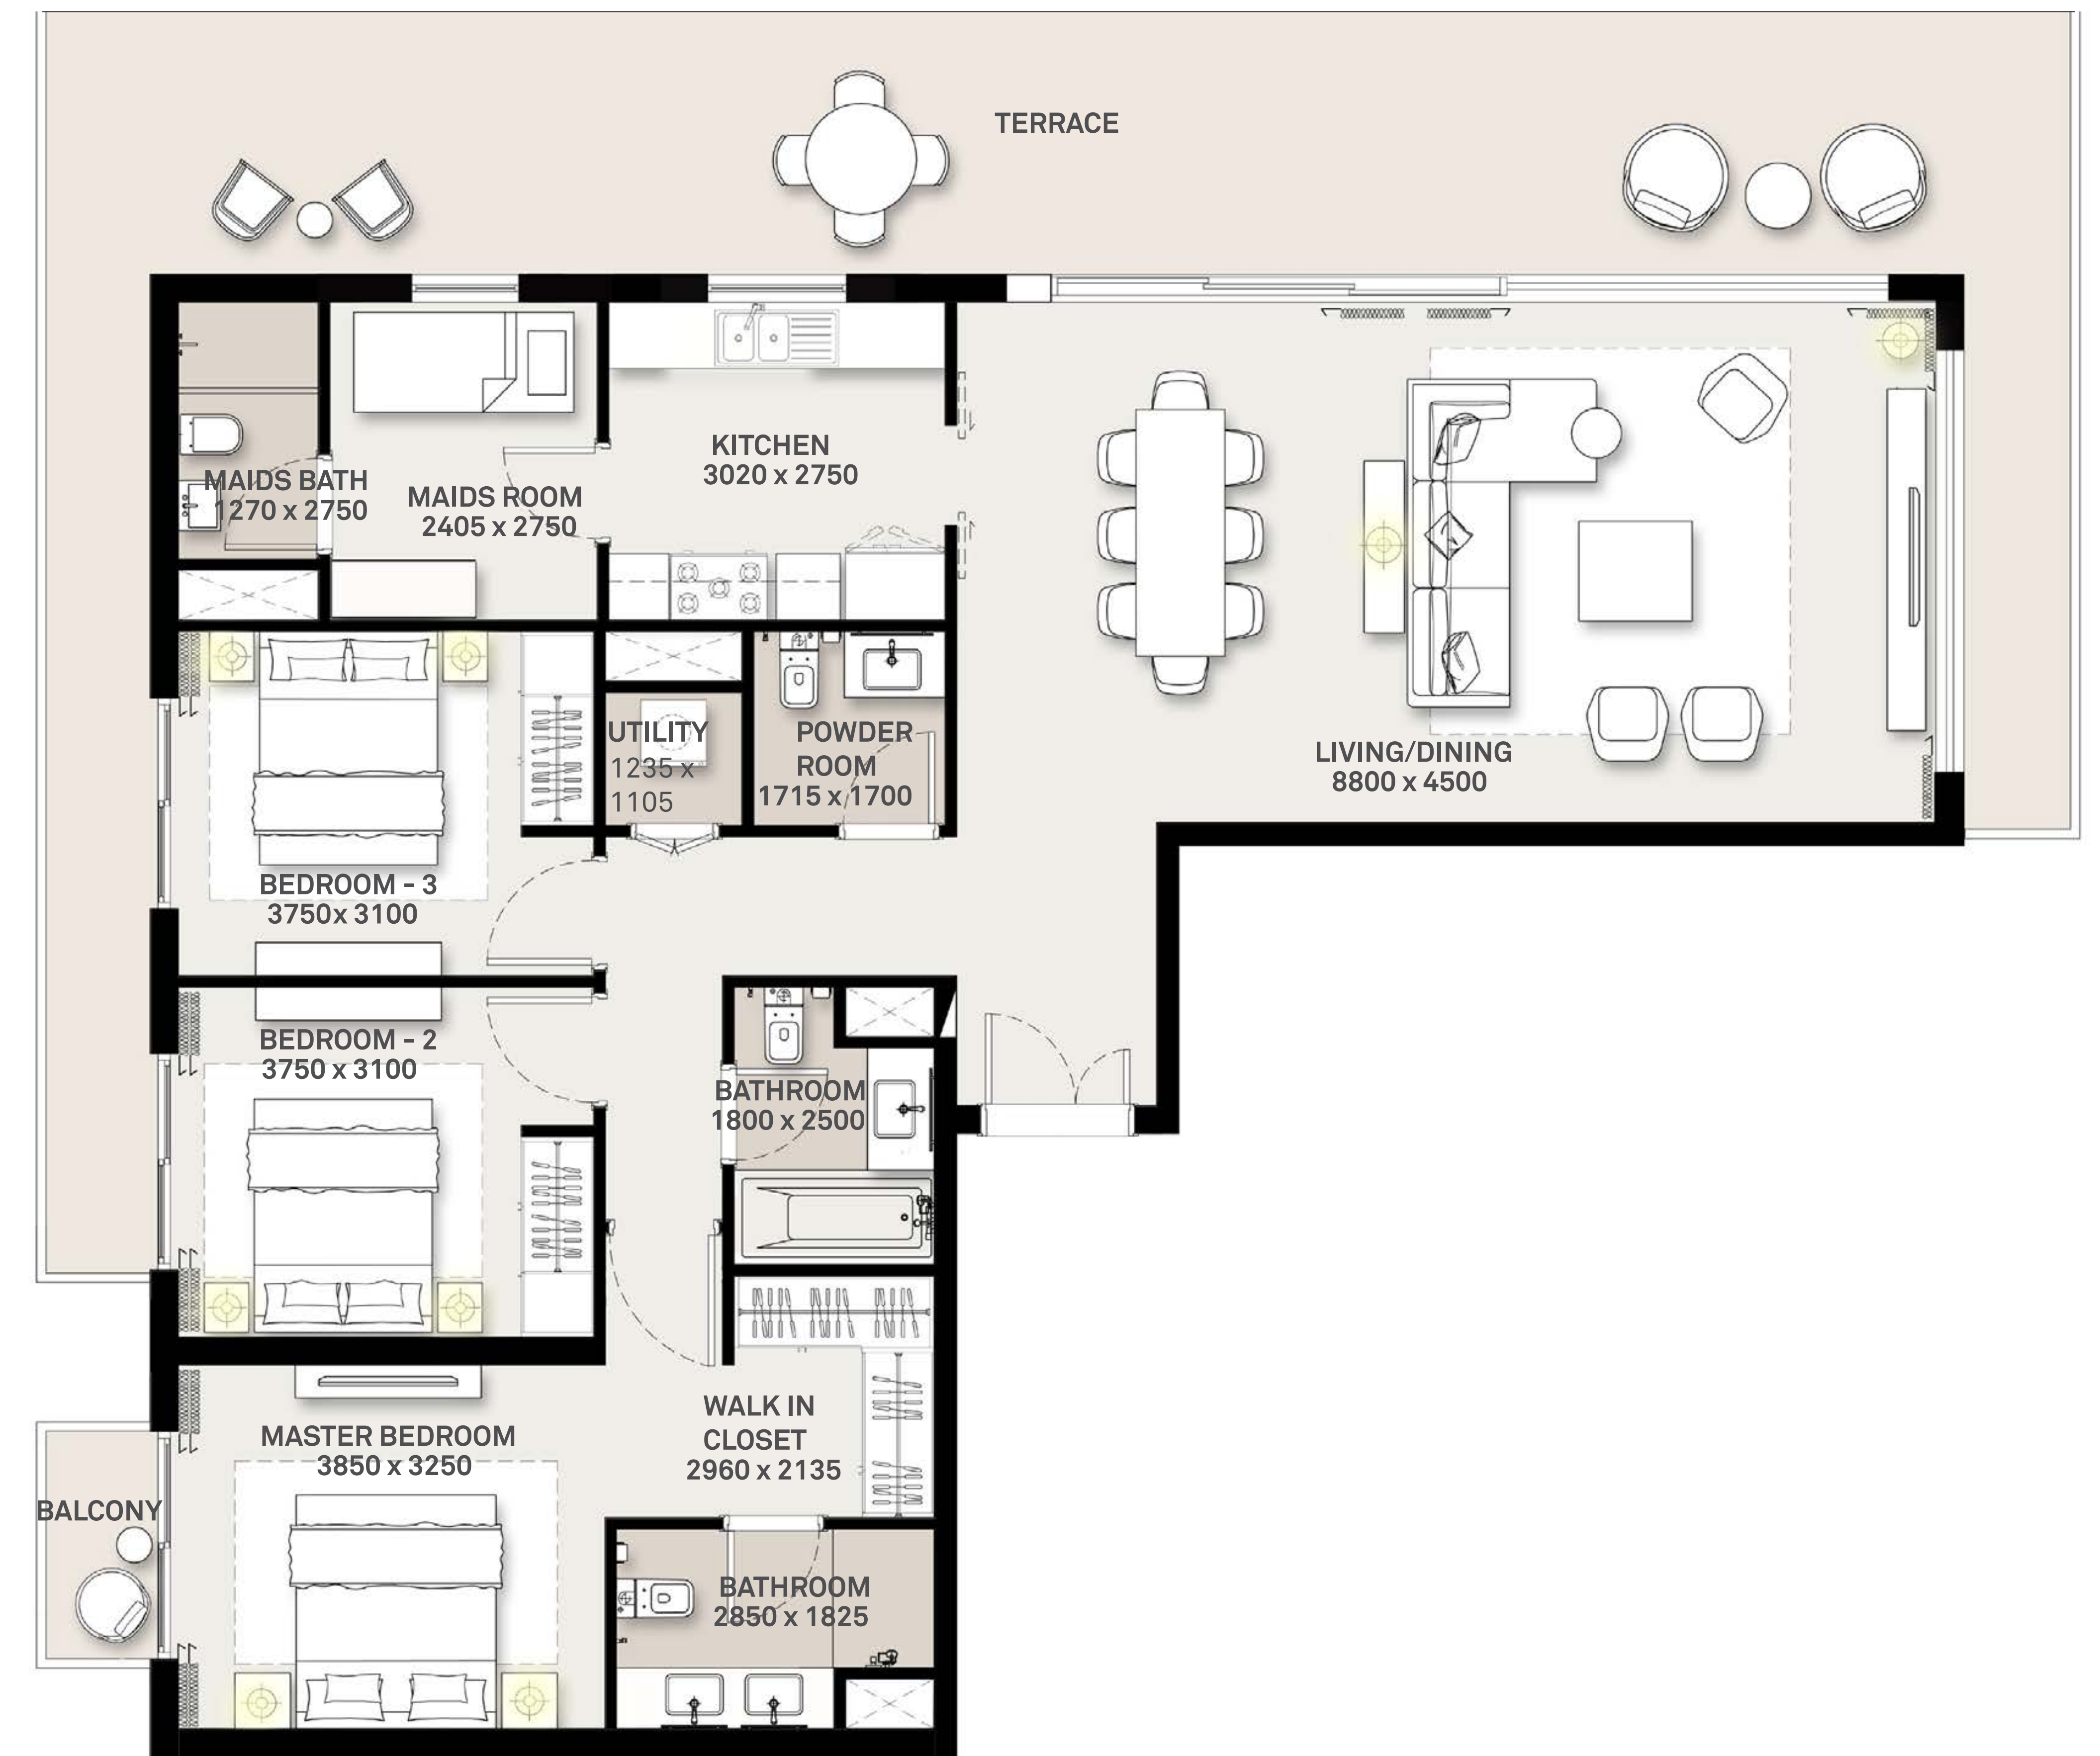 TERRACE
KITCHEN
3020 x 2750
MAIDS BATH
1270 x 2750
MAIDS ROOM
2405 x 2750
UTILITY
1235 x
1105
POWDER
ROOM
1715 x 1700
LIVING/DINING
8800 x 4500
BEDROOM - 3
3750x 3100
BEDROOM - 2
3750 x 3100
BATHROOM
1800 x 2500
WALK IN
CLOSET
2960 x 2135
MASTER BEDROOM
3850 x 3250
BALCONY
BATHROOM
2850 x 1825